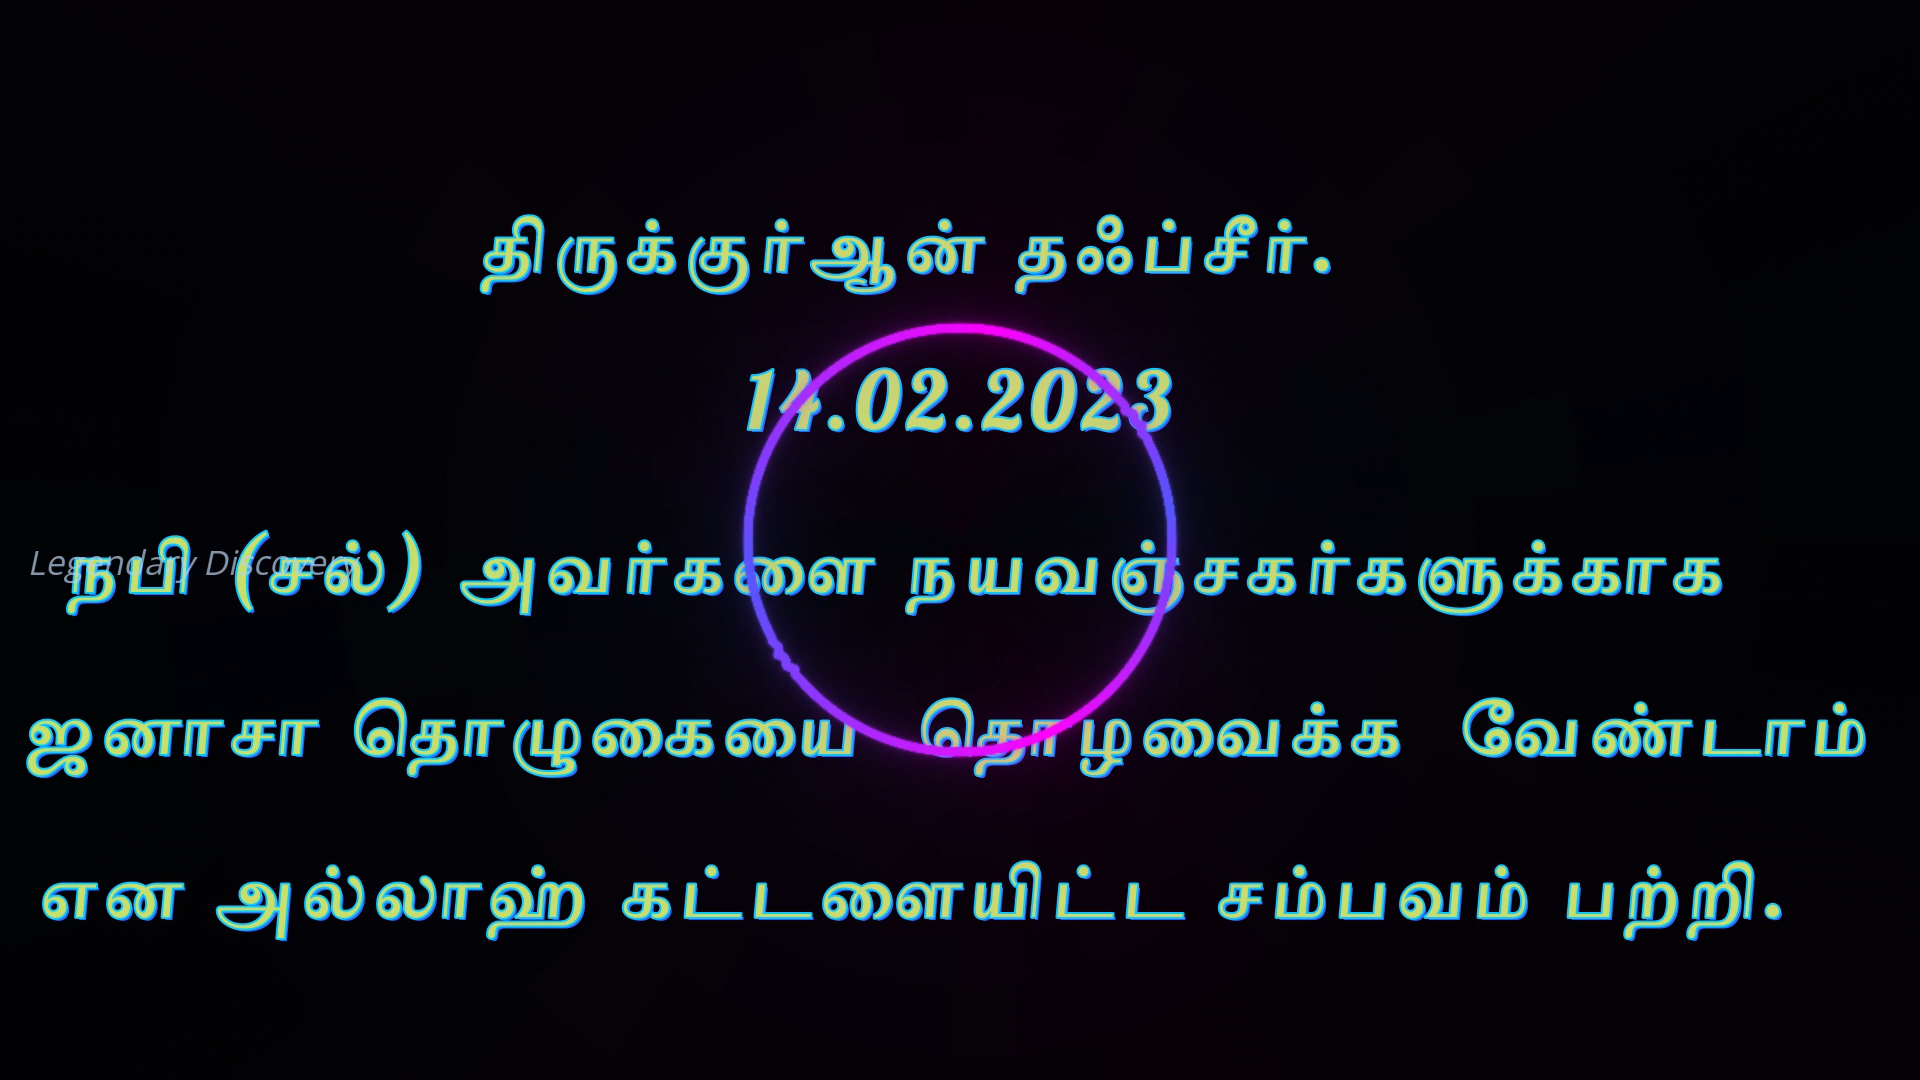 திருக்குர்ஆன் தஃப்சீர்.
14.02.2023
Legendary Discovery
நபி (சல்) அவர்களை நயவஞ்சகர்களுக்காக
ஜனாசா தொழுகையை தொழவைக்க வேண்டாம்
என அல்லாஹ் கட்டளையிட்ட சம்பவம் பற்றி.